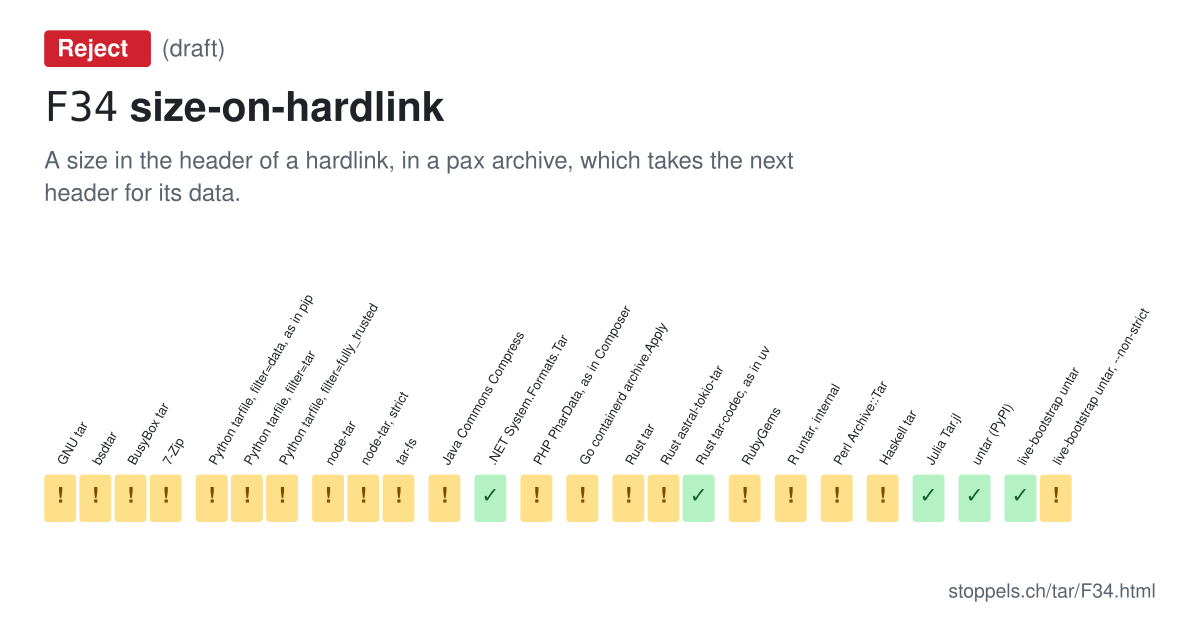 Reject (draft)
F34 size-on-hardlink
A size in the header of a hardlink, in a pax archive, which takes the next
header for its data.
GNU tar
bsdtar
BusyBox tar
7-Zip
Python tarfile, filter=data, as in pip
Python tarfile, filter=tar
Python tarfile, filter=fully_trusted
node-tar
node-tar, strict
tar-fs
Java Commons Compress
.NET System.Formats.Tar
PHP PharData, as in Composer
Go containerd archive.Apply
Rust tar
Rust astral-tokio-tar
Rust tar-codec, as in uv
RubyGems
R untar, internal
Perl Archive::Tar
Haskell tar
Julia Tar.jl
untar (PyPI)
live-bootstrap untar
live-bootstrap untar, --non-strict
! ! ! ! ! ! ! ! ! ! ! ✓ ! ! ! ! ✓ ! ! ! ! ✓ ✓ ✓ !
stoppels.ch/tar/F34.html